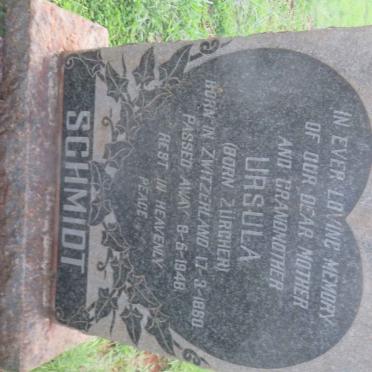 IN EVER LOVING MEMORY
OF OUR DEAR MOTHER
AND GRANDMOTHER
URSULA
(BORN ZÜRCHER)
BORN IN ZWITZERLAND 17-3-1880
PASSED AWAY 8-6-1948.
REST IN HEAVENLY
PEACE
SCHMIDT